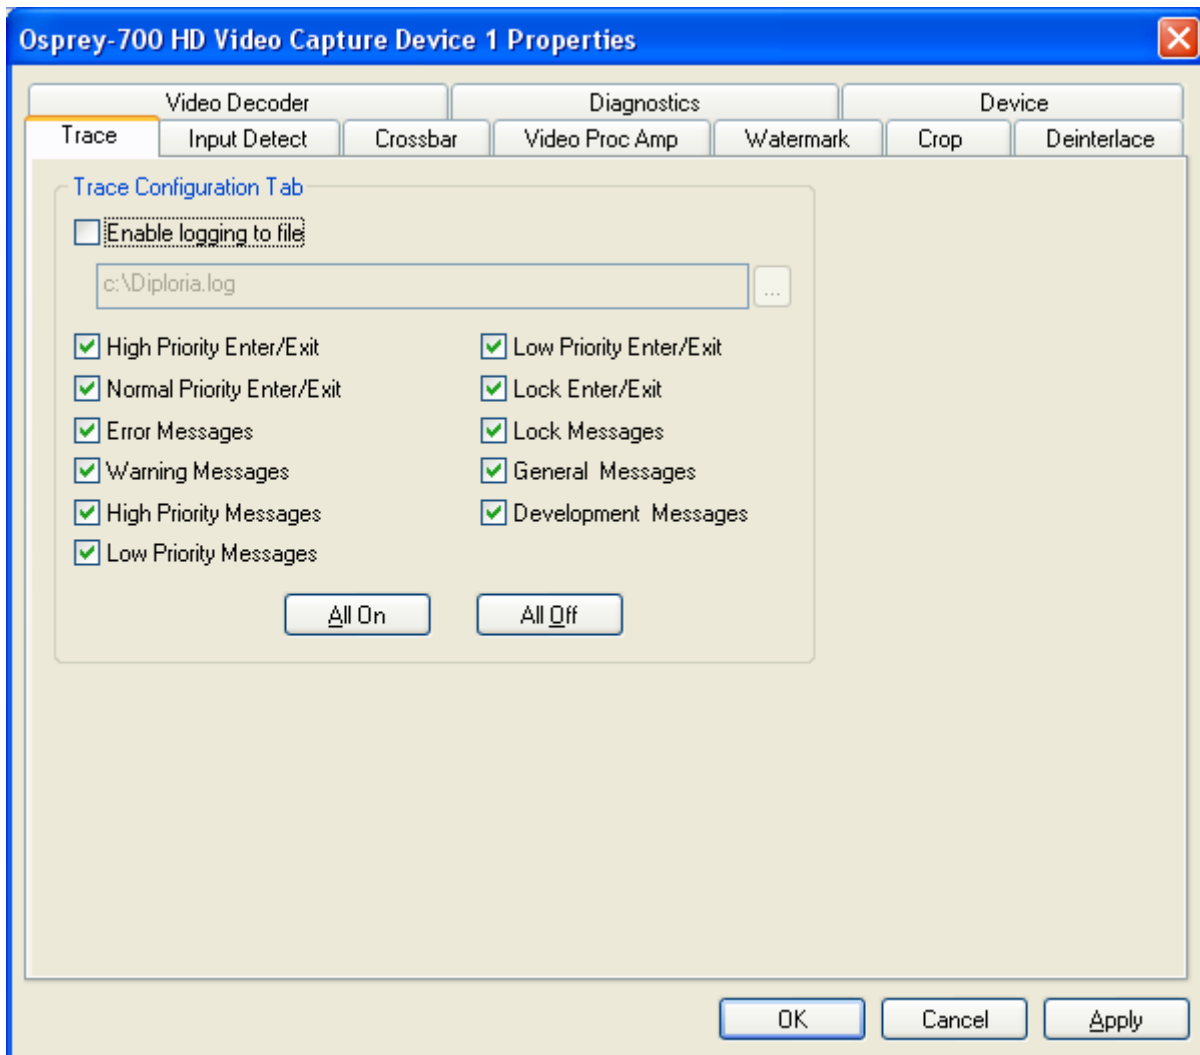 Osprey-700 HD Video Capture Device 1 Properties
Video Decoder Diagnostics Device
Trace Input Detect Crossbar Video Proc Amp Watermark Crop Deinterlace
Trace Configuration Tab
Enable logging to file
c:\Diploria.log ...
High Priority Enter/Exit Low Priority Enter/Exit
Normal Priority Enter/Exit Lock Enter/Exit
Error Messages Lock Messages
Warning Messages General Messages
High Priority Messages Development Messages
Low Priority Messages
All On All Off
OK Cancel Apply